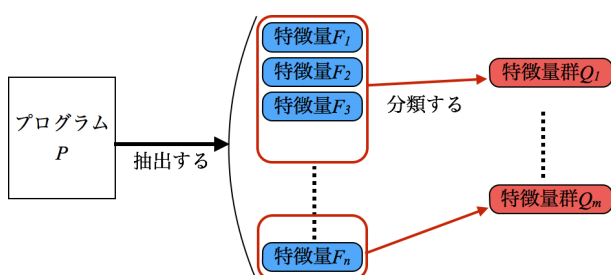 プログラム
P
抽出する
特徴量F1
特徴量F2
特徴量F3
特徴量Fn
分類する
特徴量群Q1
特徴量群Qm